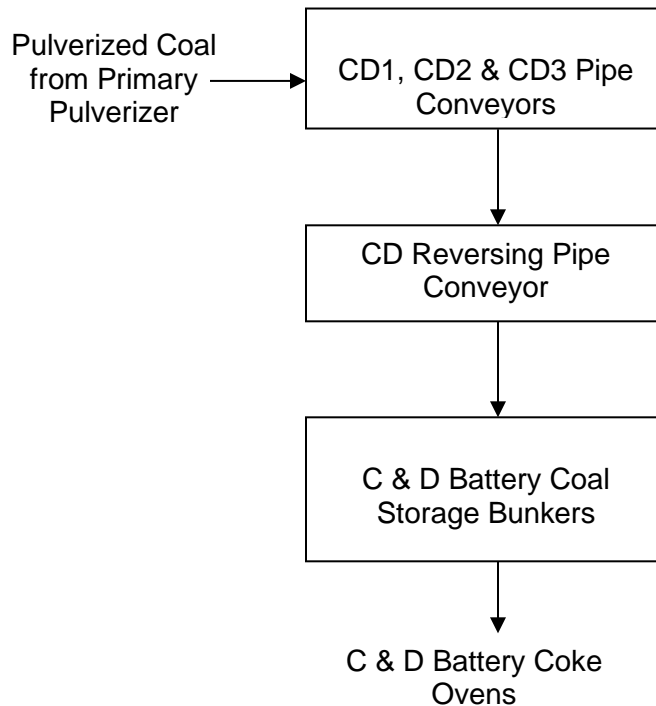 Pulverized Coal
from Primary
Pulverizer
CD1, CD2 & CD3 Pipe
Conveyors
CD Reversing Pipe
Conveyor
C & D Battery Coal
Storage Bunkers
C & D Battery Coke
Ovens